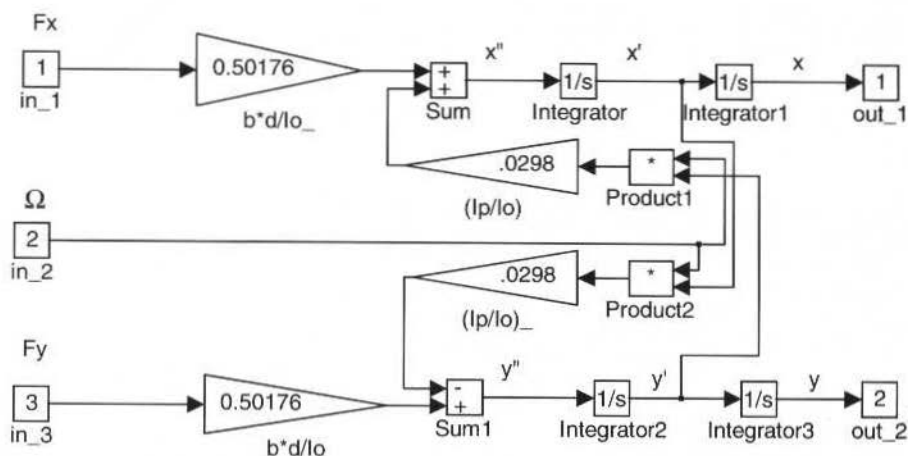 Fx
1
in_1
0.50176
b*d/Io_
+
+
Sum
x"
1/s
Integrator
x'
1/s
Integrator1
x
1
out_1
.0298
(Ip/Io)
*
Product1
Ω
2
in_2
.0298
(Ip/Io)_
*
Product2
Fy
3
in_3
0.50176
b*d/Io
-
+
Sum1
y"
1/s
Integrator2
y'
1/s
Integrator3
y
2
out_2